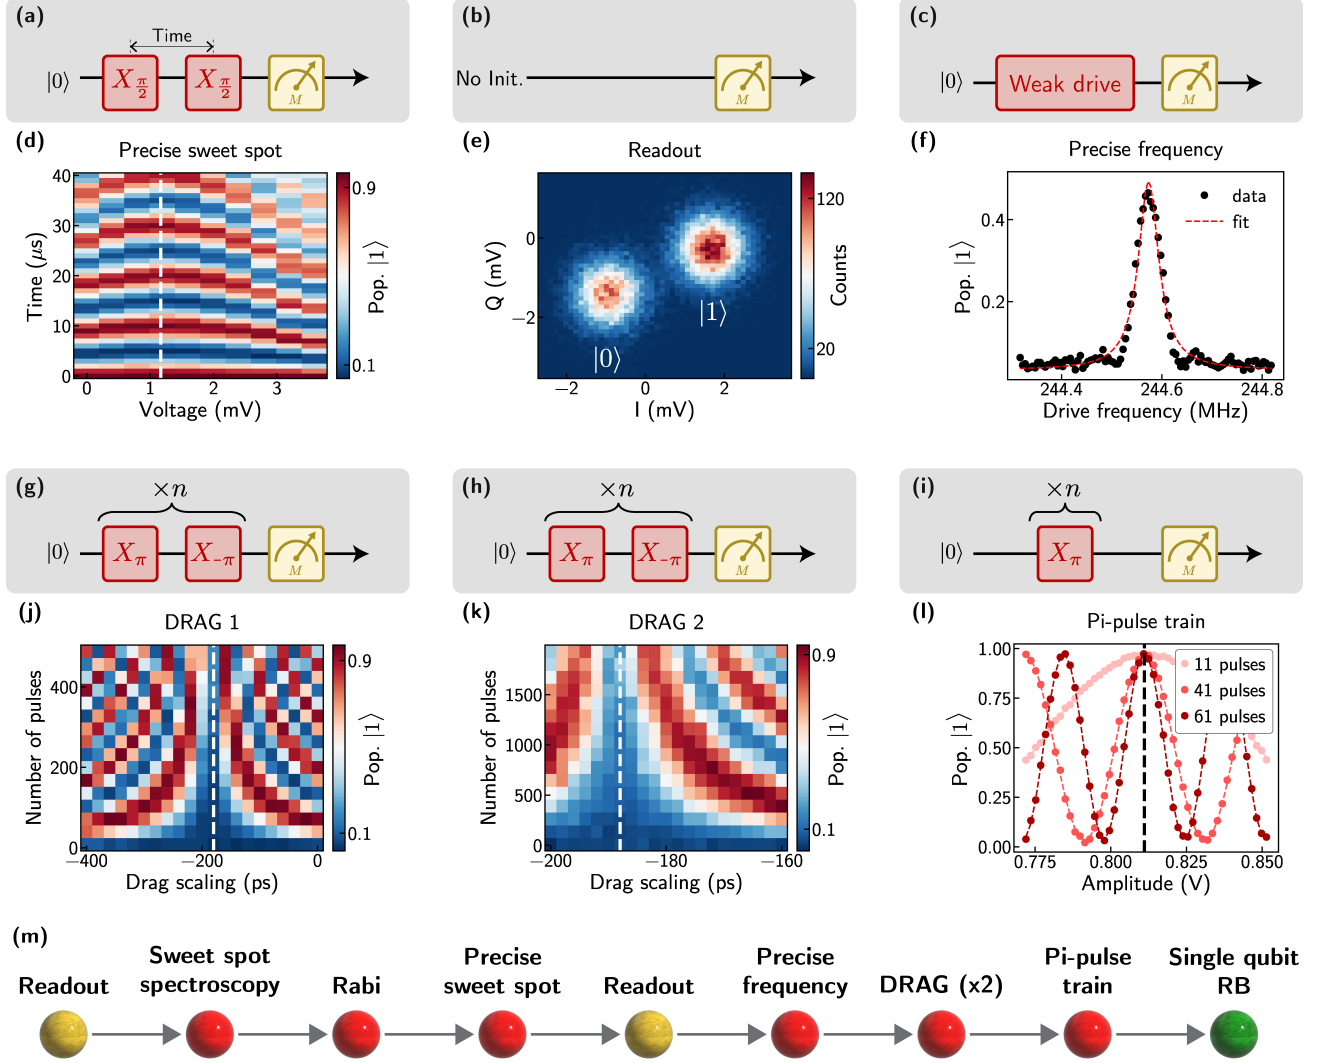 (a)
Time
|0⟩ X π/2 X π/2 M
(b)
No Init. M
(c)
|0⟩ Weak drive M
(d)
Precise sweet spot
Time (μs)
40
30
20
10
0
0 1 2 3
Voltage (mV)
0.9
0.1
Pop. |1⟩
(e)
Readout
Q (mV)
0
−2
|1⟩
|0⟩
−2 0 2
I (mV)
120
20
Counts
(f)
Precise frequency
Pop. |1⟩
0.4
0.2
data
fit
244.4 244.6 244.8
Drive frequency (MHz)
(g)
×n
|0⟩ Xπ X−π M
(h)
×n
|0⟩ Xπ X−π M
(i)
×n
|0⟩ Xπ M
(j)
DRAG 1
Number of pulses
400
200
0
−400 −200 0
Drag scaling (ps)
0.9
0.1
Pop. |1⟩
(k)
DRAG 2
Number of pulses
1500
1000
500
0
−200 −180 −160
Drag scaling (ps)
0.9
0.1
Pop. |1⟩
(l)
Pi-pulse train
Pop. |1⟩
1.00
0.75
0.50
0.25
0.00
11 pulses
41 pulses
61 pulses
0.775 0.800 0.825 0.850
Amplitude (V)
(m)
Readout
Sweet spot
spectroscopy
Rabi
Precise
sweet spot
Readout
Precise
frequency
DRAG (x2)
Pi-pulse
train
Single qubit
RB